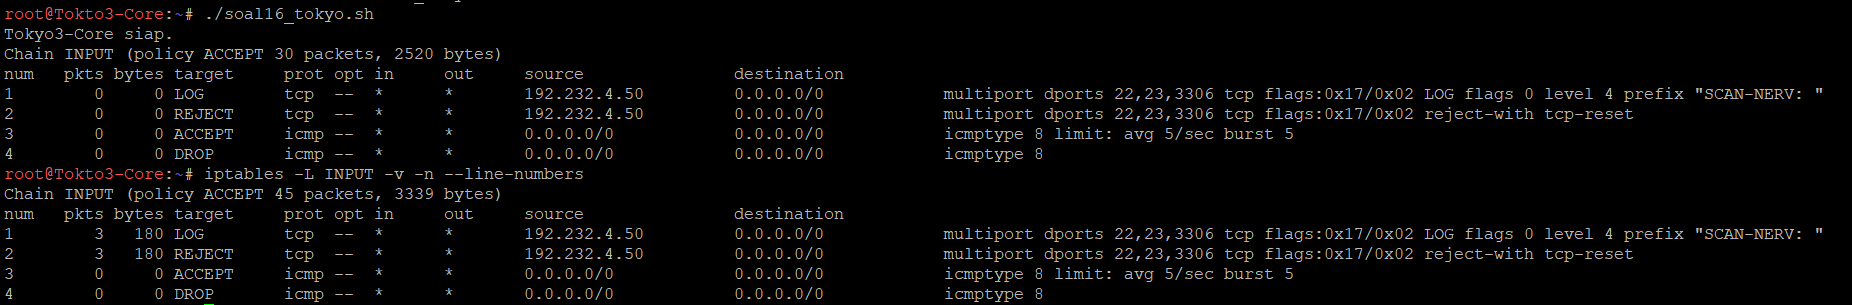 root@Tokto3-Core:~# ./soal16_tokyo.sh
Tokyo3-Core siap.
Chain INPUT (policy ACCEPT 30 packets, 2520 bytes)
num   pkts bytes target     prot opt in     out     source               destination
1        0     0 LOG        tcp  --  *      *       192.232.4.50         0.0.0.0/0            multiport dports 22,23,3306 tcp flags:0x17/0x02 LOG flags 0 level 4 prefix "SCAN-NERV: "
2        0     0 REJECT     tcp  --  *      *       192.232.4.50         0.0.0.0/0            multiport dports 22,23,3306 tcp flags:0x17/0x02 reject-with tcp-reset
3        0     0 ACCEPT     icmp --  *      *       0.0.0.0/0            0.0.0.0/0            icmptype 8 limit: avg 5/sec burst 5
4        0     0 DROP       icmp --  *      *       0.0.0.0/0            0.0.0.0/0            icmptype 8
root@Tokto3-Core:~# iptables -L INPUT -v -n --line-numbers
Chain INPUT (policy ACCEPT 45 packets, 3339 bytes)
num   pkts bytes target     prot opt in     out     source               destination
1        3   180 LOG        tcp  --  *      *       192.232.4.50         0.0.0.0/0            multiport dports 22,23,3306 tcp flags:0x17/0x02 LOG flags 0 level 4 prefix "SCAN-NERV: "
2        3   180 REJECT     tcp  --  *      *       192.232.4.50         0.0.0.0/0            multiport dports 22,23,3306 tcp flags:0x17/0x02 reject-with tcp-reset
3        0     0 ACCEPT     icmp --  *      *       0.0.0.0/0            0.0.0.0/0            icmptype 8 limit: avg 5/sec burst 5
4        0     0 DROP       icmp --  *      *       0.0.0.0/0            0.0.0.0/0            icmptype 8